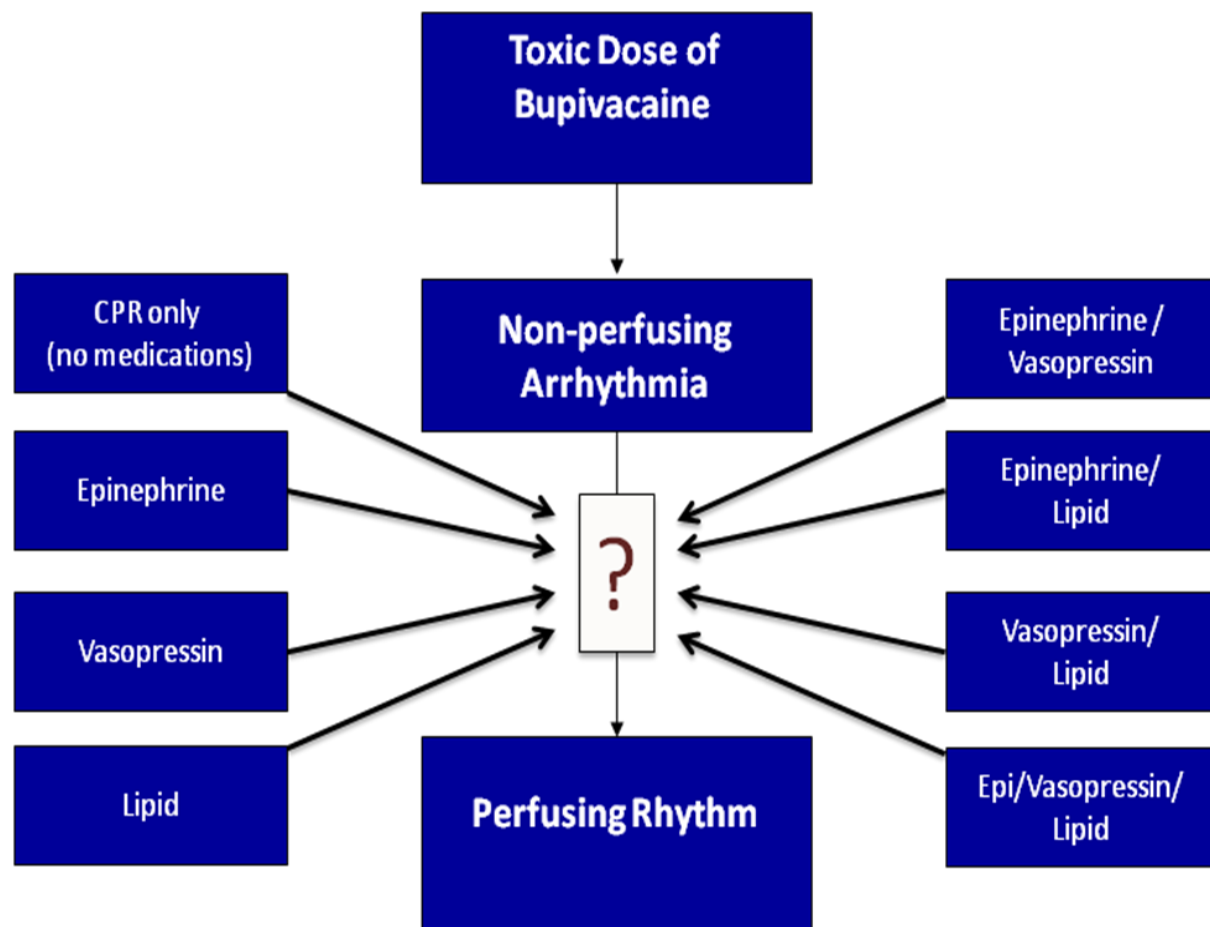 Toxic Dose of
Bupivacaine
Non-perfusing
Arrhythmia
CPR only
(no medications)
Epinephrine
Vasopressin
Lipid
?
Epinephrine /
Vasopressin
Epinephrine/
Lipid
Vasopressin/
Lipid
Epi/Vasopressin/
Lipid
Perfusing Rhythm